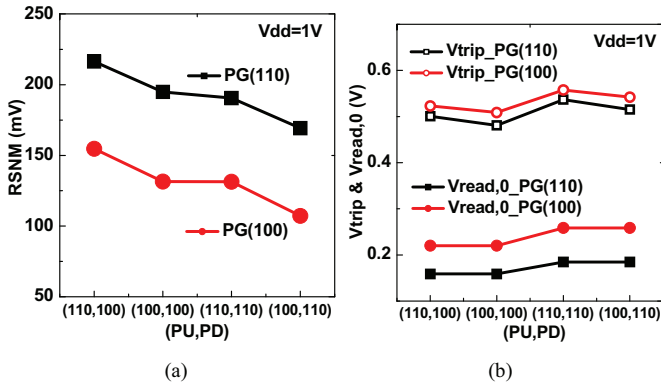 Vdd=1V
250
200
150
100
50
RSNM (mV)
PG(110)
PG(100)
(110,100) (100,100) (110,110) (100,110)
(PU,PD)
(a)
Vtrip_PG(110)
Vtrip_PG(100)
Vdd=1V
0.6
0.4
0.2
Vtrip & Vread,0 (V)
Vread,0_PG(110)
Vread,0_PG(100)
(110,100) (100,100) (110,110) (100,110)
(PU,PD)
(b)